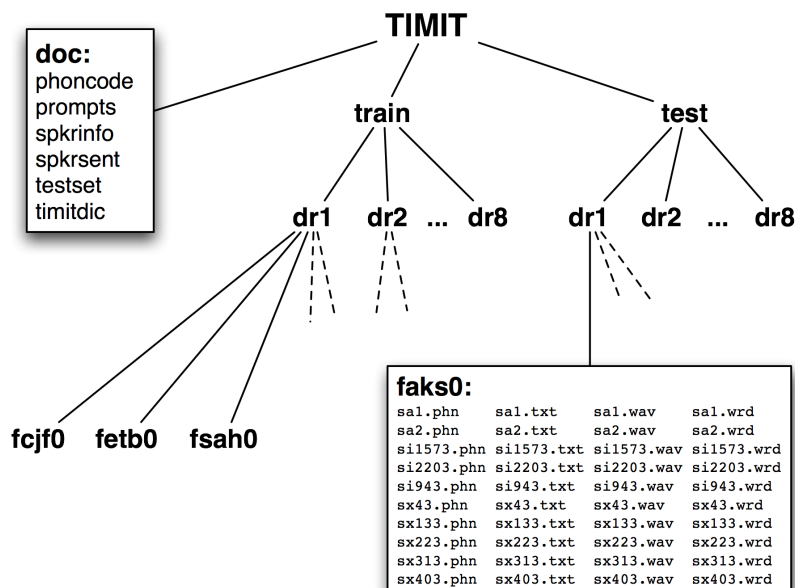 TIMIT
doc:
phoncode
prompts
spkrinfo
spkrsent
testset
timitdic
train test
dr1 dr2 ... dr8 dr1 dr2 ... dr8
fcjf0 fetb0 fsah0
faks0:
sa1.phn sa1.txt sa1.wav sa1.wrd
sa2.phn sa2.txt sa2.wav sa2.wrd
si1573.phn si1573.txt si1573.wav si1573.wrd
si2203.phn si2203.txt si2203.wav si2203.wrd
si943.phn si943.txt si943.wav si943.wrd
sx43.phn sx43.txt sx43.wav sx43.wrd
sx133.phn sx133.txt sx133.wav sx133.wrd
sx223.phn sx223.txt sx223.wav sx223.wrd
sx313.phn sx313.txt sx313.wav sx313.wrd
sx403.phn sx403.txt sx403.wav sx403.wrd